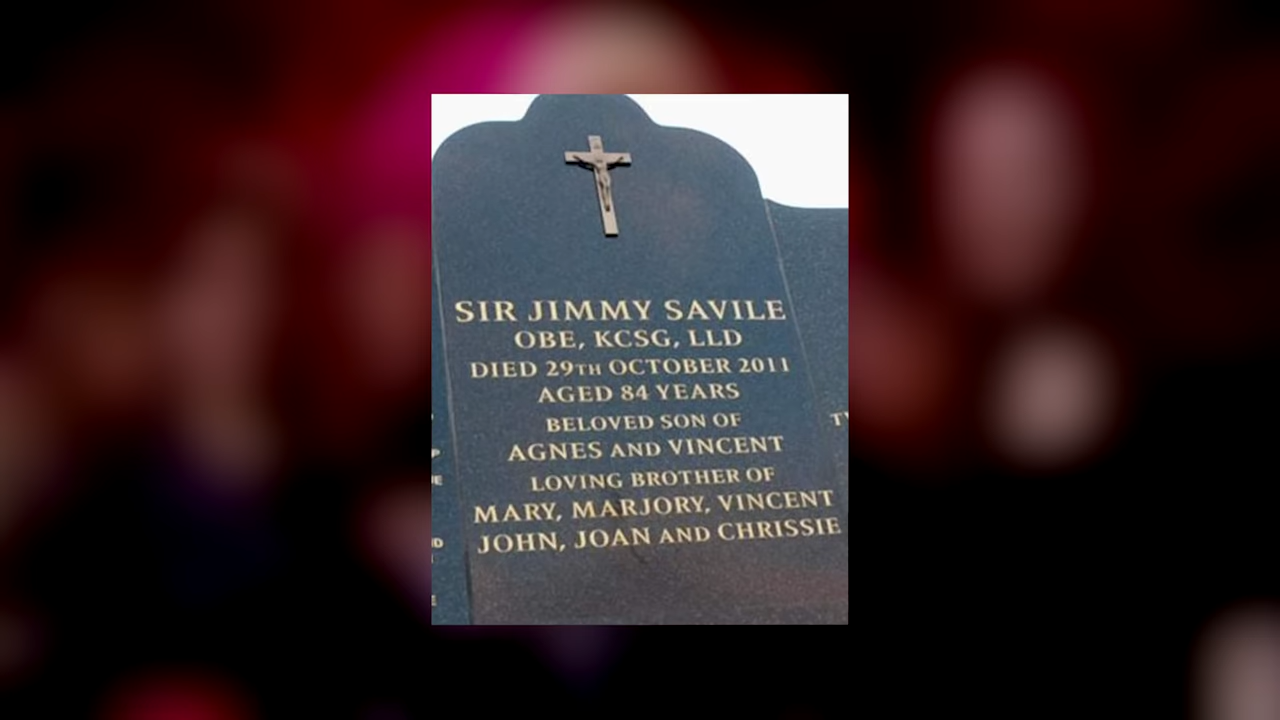 SIR JIMMY SAVILE
OBE, KCSG, LLD
DIED 29TH OCTOBER 2011
AGED 84 YEARS
BELOVED SON OF
AGNES AND VINCENT
LOVING BROTHER OF
MARY, MARJORY, VINCENT
JOHN, JOAN AND CHRISSIE